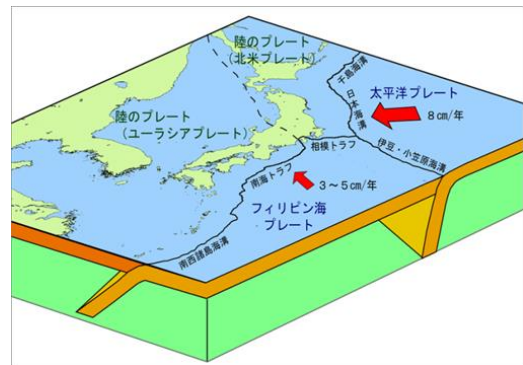 陸のプレート
(北米プレート)
千島海溝
太平洋プレート
日本海溝
8㎝/年
陸のプレート
(ユーラシアプレート)
相模トラフ
伊豆・小笠原海溝
南海トラフ
3～5㎝/年
フィリピン海
プレート
南西諸島海溝